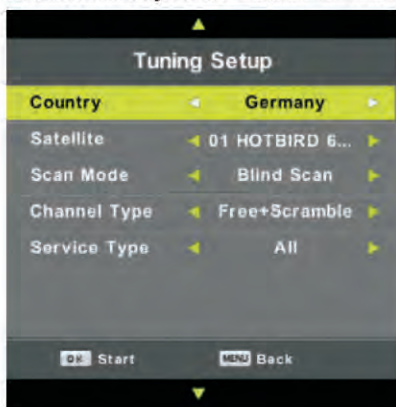 Tuning Setup
Country Germany
Satellite 01 HOTBIRD 6...
Scan Mode Blind Scan
Channel Type Free+Scramble
Service Type All
OK Start MENU Back